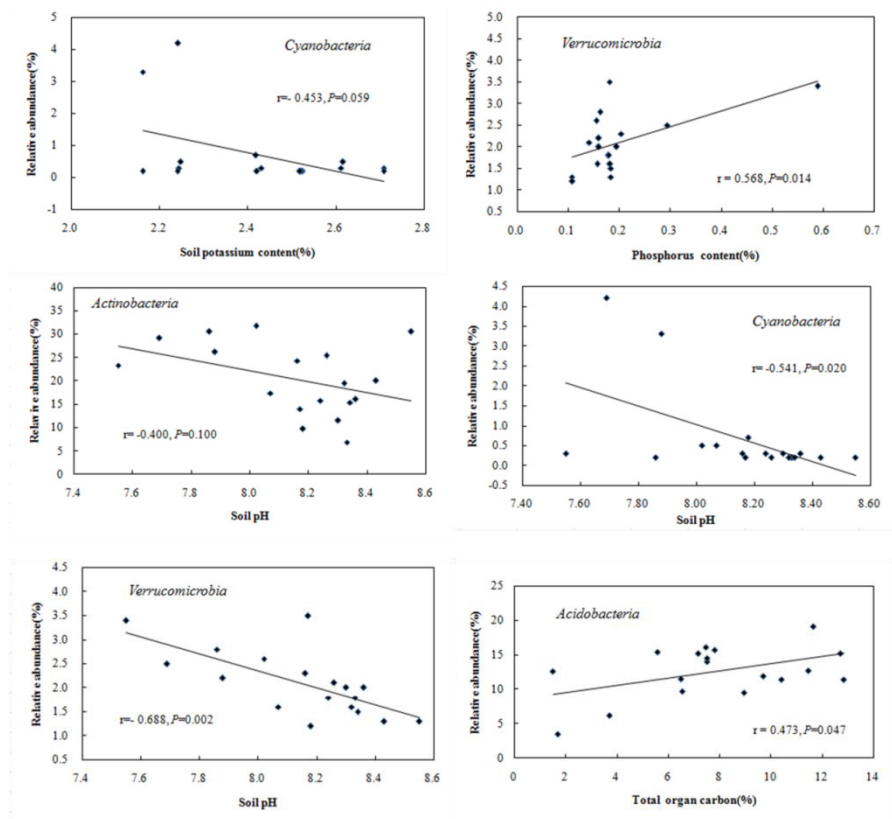 Cyanobacteria
r=- 0.453, P=0.059
Relative abundance(%)
5
4
3
2
1
0
-1
2.0 2.2 2.4 2.6 2.8
Soil potassium content(%)
Verrucomicrobia
r = 0.568, P=0.014
Relative abundance(%)
5.0
4.5
4.0
3.5
3.0
2.5
2.0
1.5
1.0
0.5
0.0 0.1 0.2 0.3 0.4 0.5 0.6 0.7
Phosphorus content(%)
Actinobacteria
r= -0.400, P=0.100
Relative abundance(%)
40
35
30
25
20
15
10
5
0
7.4 7.6 7.8 8.0 8.2 8.4 8.6
Soil pH
Cyanobacteria
r= -0.541, P=0.020
Relative abundance(%)
4.5
4.0
3.5
3.0
2.5
2.0
1.5
1.0
0.5
0.0
-0.5
7.40 7.60 7.80 8.00 8.20 8.40 8.60
Soil pH
Verrucomicrobia
r=- 0.688, P=0.002
Relative abundance(%)
4.5
4.0
3.5
3.0
2.5
2.0
1.5
1.0
0.5
7.4 7.6 7.8 8.0 8.2 8.4 8.6
Soil pH
Acidobacteria
r = 0.473, P=0.047
Relative abundance(%)
25
20
15
10
5
0
0 2 4 6 8 10 12 14
Total organ carbon(%)